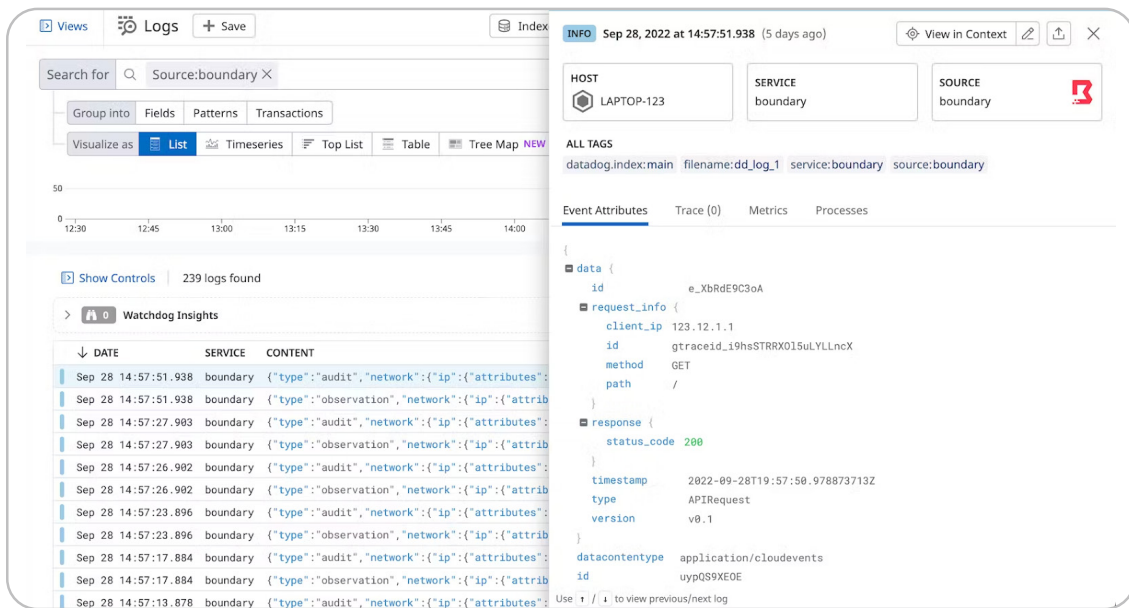 Views
Logs
+ Save
Index
Search for
Source:boundary ×
Group into Fields Patterns Transactions
Visualize as List Timeseries Top List Table Tree Map NEW
50
0
12:30 12:45 13:00 13:15 13:30 13:45 14:00
Show Controls 239 logs found
0 Watchdog Insights
↓ DATE SERVICE CONTENT
Sep 28 14:57:51.938 boundary {"type":"audit","network":{"ip":{"attributes":
Sep 28 14:57:51.938 boundary {"type":"observation","network":{"ip":{"attrib
Sep 28 14:57:27.903 boundary {"type":"audit","network":{"ip":{"attributes":
Sep 28 14:57:27.903 boundary {"type":"observation","network":{"ip":{"attrib
Sep 28 14:57:26.902 boundary {"type":"audit","network":{"ip":{"attributes":
Sep 28 14:57:26.902 boundary {"type":"observation","network":{"ip":{"attrib
Sep 28 14:57:23.896 boundary {"type":"audit","network":{"ip":{"attributes":
Sep 28 14:57:23.896 boundary {"type":"observation","network":{"ip":{"attrib
Sep 28 14:57:17.884 boundary {"type":"audit","network":{"ip":{"attributes":
Sep 28 14:57:17.884 boundary {"type":"observation","network":{"ip":{"attrib
Sep 28 14:57:13.878 boundary {"type":"audit","network":{"ip":{"attributes":
INFO Sep 28, 2022 at 14:57:51.938 (5 days ago)
View in Context
HOST
LAPTOP-123
SERVICE
boundary
SOURCE
boundary
ALL TAGS
datadog.index:main filename:dd_log_1 service:boundary source:boundary
Event Attributes Trace (0) Metrics Processes
{
data {
id e_XbRdE9C3oA
request_info {
client_ip 123.12.1.1
id gtraceid_i9hsSTRRXOl5uLYLLncX
method GET
path /
}
response {
status_code 200
}
timestamp 2022-09-28T19:57:50.978873713Z
type APIRequest
version v0.1
}
datacontenttype application/cloudevents
id uypQS9XEOE
Use ↑ / ↓ to view previous/next log